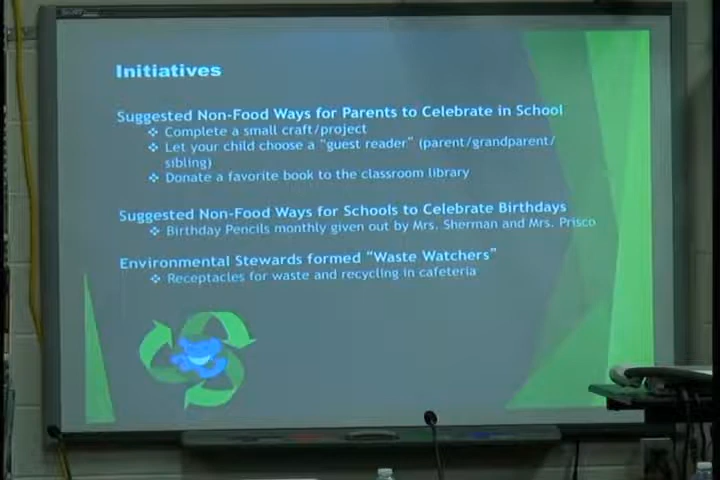 Initiatives
Suggested Non-Food Ways for Parents to Celebrate in School
❖ Complete a small craft/project
❖ Let your child choose a "guest reader" (parent/grandparent/
sibling)
❖ Donate a favorite book to the classroom library
Suggested Non-Food Ways for Schools to Celebrate Birthdays
❖ Birthday Pencils monthly given out by Mrs. Sherman and Mrs. Prisco
Environmental Stewards formed "Waste Watchers"
❖ Receptacles for waste and recycling in cafeteria